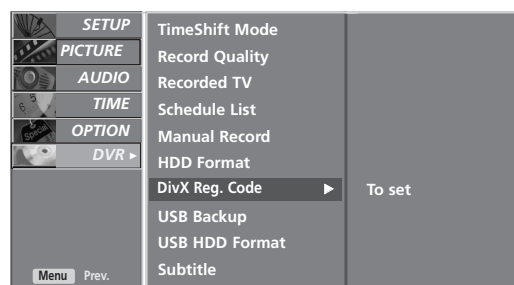 SETUP
PICTURE
AUDIO
TIME
OPTION
DVR ►
Menu Prev.
TimeShift Mode
Record Quality
Recorded TV
Schedule List
Manual Record
HDD Format
DivX Reg. Code ►
USB Backup
USB HDD Format
Subtitle
To set